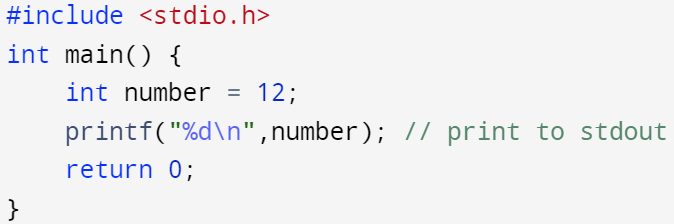 #include <stdio.h>
int main() {
    int number = 12;
    printf("%d\n",number); // print to stdout
    return 0;
}